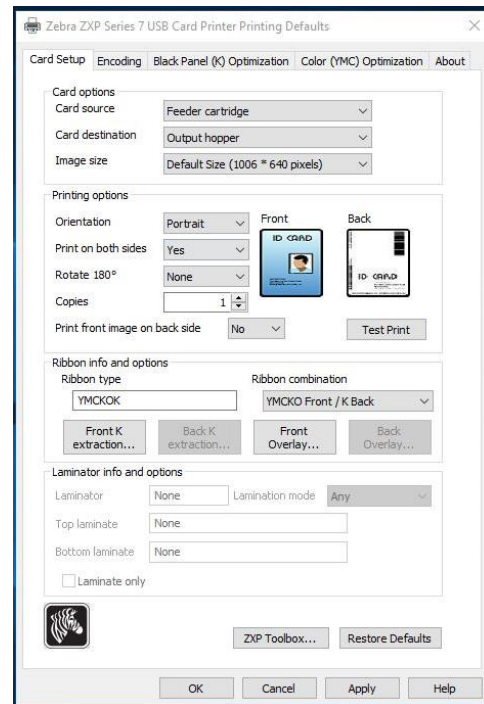 Zebra ZXP Series 7 USB Card Printer Printing Defaults
Card Setup Encoding Black Panel (K) Optimization Color (YMC) Optimization About
Card options
Card source Feeder cartridge
Card destination Output hopper
Image size Default Size (1006 * 640 pixels)
Printing options
Orientation Portrait Front Back
Print on both sides Yes
ID CARD
Rotate 180° None
ID CARD
Copies 1
Print front image on back side No Test Print
Ribbon info and options
Ribbon type Ribbon combination
YMCKOK YMCKO Front / K Back
Front K extraction... Back K extraction... Front Overlay... Back Overlay...
Laminator info and options
Laminator None Lamination mode Any
Top laminate None
Bottom laminate None
Laminate only
ZXP Toolbox... Restore Defaults
OK Cancel Apply Help